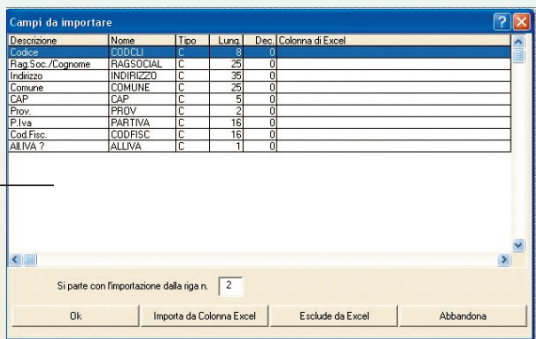 Campi da importare
Descrizione Nome Tipo Lung. Dec. Colonna di Excel
Codice CODCLI C 8 0
Rag.Soc./Cognome RAGSOCIAL C 25 0
Indirizzo INDIRIZZO C 35 0
Comune COMUNE C 25 0
CAP CAP C 5 0
Prov. PROV C 2 0
P.Iva PARTIVA C 16 0
Cod.Fisc. CODFISC C 16 0
All.IVA ? ALLIVA C 1 0
Si parte con l'importazione dalla riga n. 2
Ok Importa da Colonna Excel Esclude da Excel Abbandona